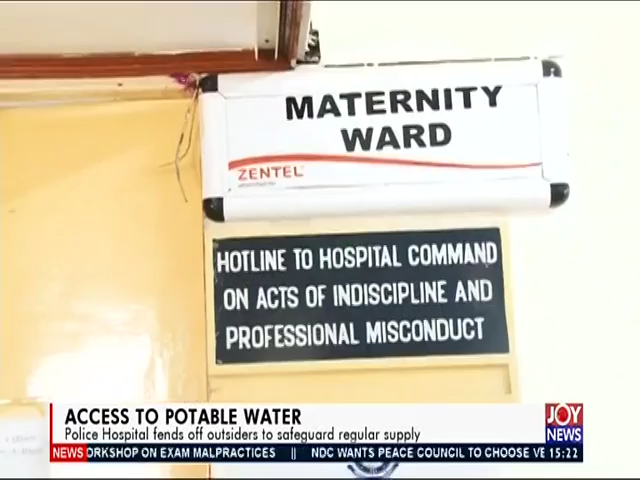 MATERNITY
WARD
ZENTEL
HOTLINE TO HOSPITAL COMMAND
ON ACTS OF INDISCIPLINE AND
PROFESSIONAL MISCONDUCT
ACCESS TO POTABLE WATER
Police Hospital fends off outsiders to safeguard regular supply
JOY
NEWS
NEWS ORKSHOP ON EXAM MALPRACTICES || NDC WANTS PEACE COUNCIL TO CHOOSE VE 15:22